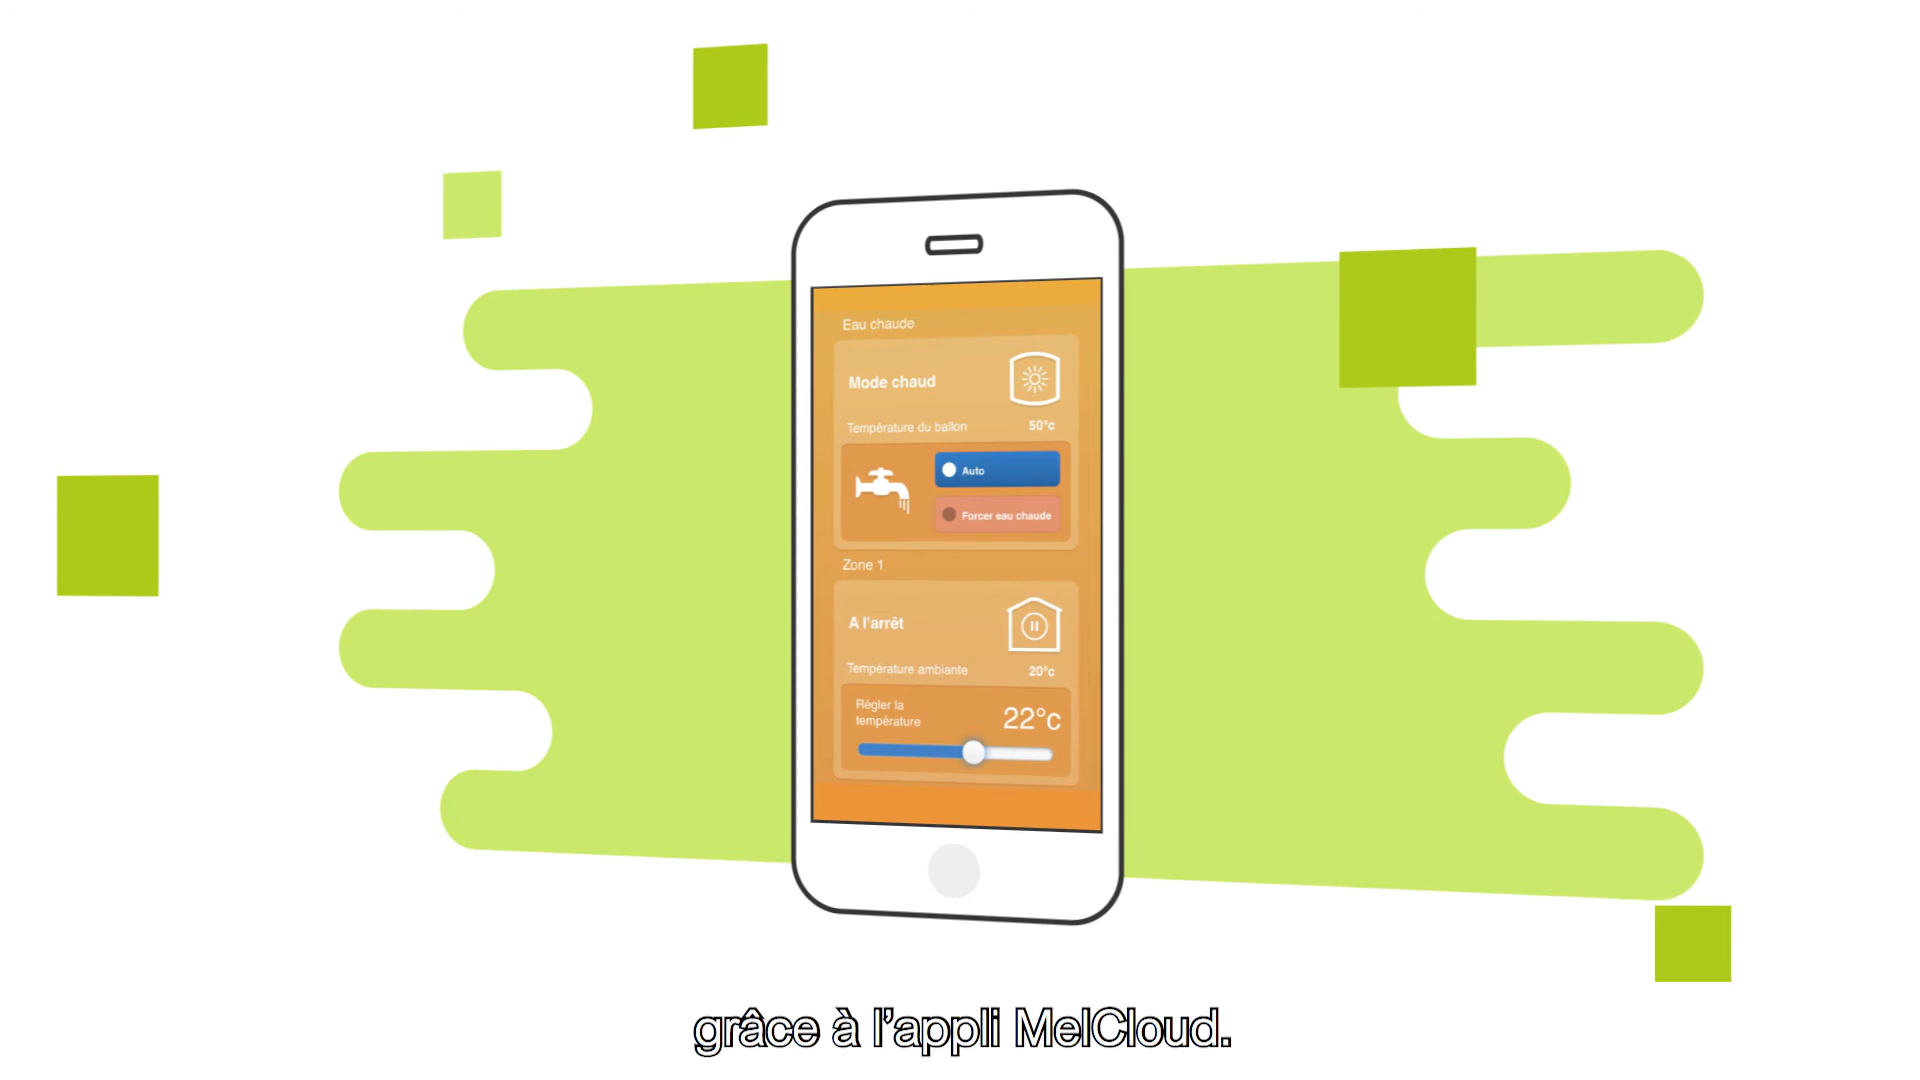 Eau chaude
Mode chaud
Température du ballon 50°c
Auto
Forcer eau chaude
Zone 1
A l'arrêt
Température ambiante 20°c
Régler la
température 22°c
grâce à l'appli MelCloud.